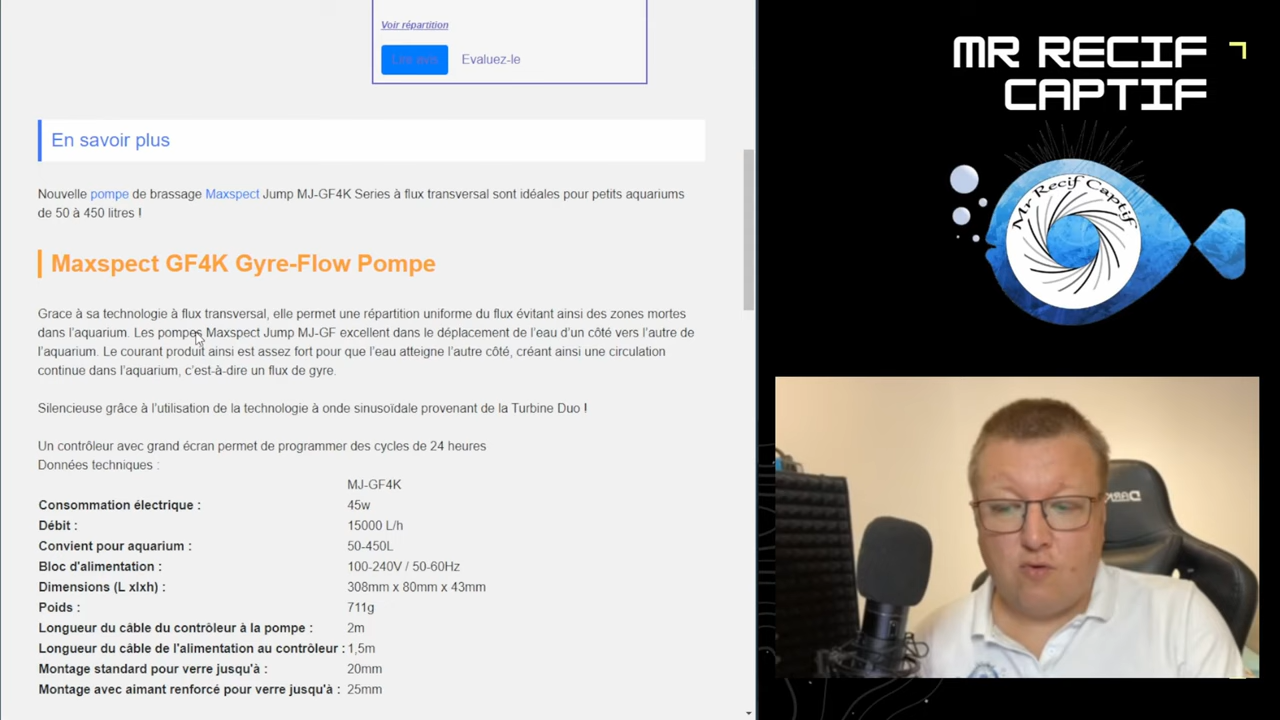 Voir répartition
Lire avis
Evaluez-le
En savoir plus
Nouvelle pompe de brassage Maxspect Jump MJ-GF4K Series à flux transversal sont idéales pour petits aquariums
de 50 à 450 litres !
Maxspect GF4K Gyre-Flow Pompe
Grace à sa technologie à flux transversal, elle permet une répartition uniforme du flux évitant ainsi des zones mortes
dans l'aquarium. Les pompes Maxspect Jump MJ-GF excellent dans le déplacement de l'eau d'un côté vers l'autre de
l'aquarium. Le courant produit ainsi est assez fort pour que l'eau atteigne l'autre côté, créant ainsi une circulation
continue dans l'aquarium, c'est-à-dire un flux de gyre.
Silencieuse grâce à l'utilisation de la technologie à onde sinusoïdale provenant de la Turbine Duo !
Un contrôleur avec grand écran permet de programmer des cycles de 24 heures
Données techniques :
MJ-GF4K
Consommation électrique : 45w
Débit : 15000 L/h
Convient pour aquarium : 50-450L
Bloc d'alimentation : 100-240V / 50-60Hz
Dimensions (L xlxh) : 308mm x 80mm x 43mm
Poids : 711g
Longueur du câble du contrôleur à la pompe : 2m
Longueur du câble de l'alimentation au contrôleur : 1,5m
Montage standard pour verre jusqu'à : 20mm
Montage avec aimant renforcé pour verre jusqu'à : 25mm
MR RECIF
CAPTIF
Mr Recif Captif